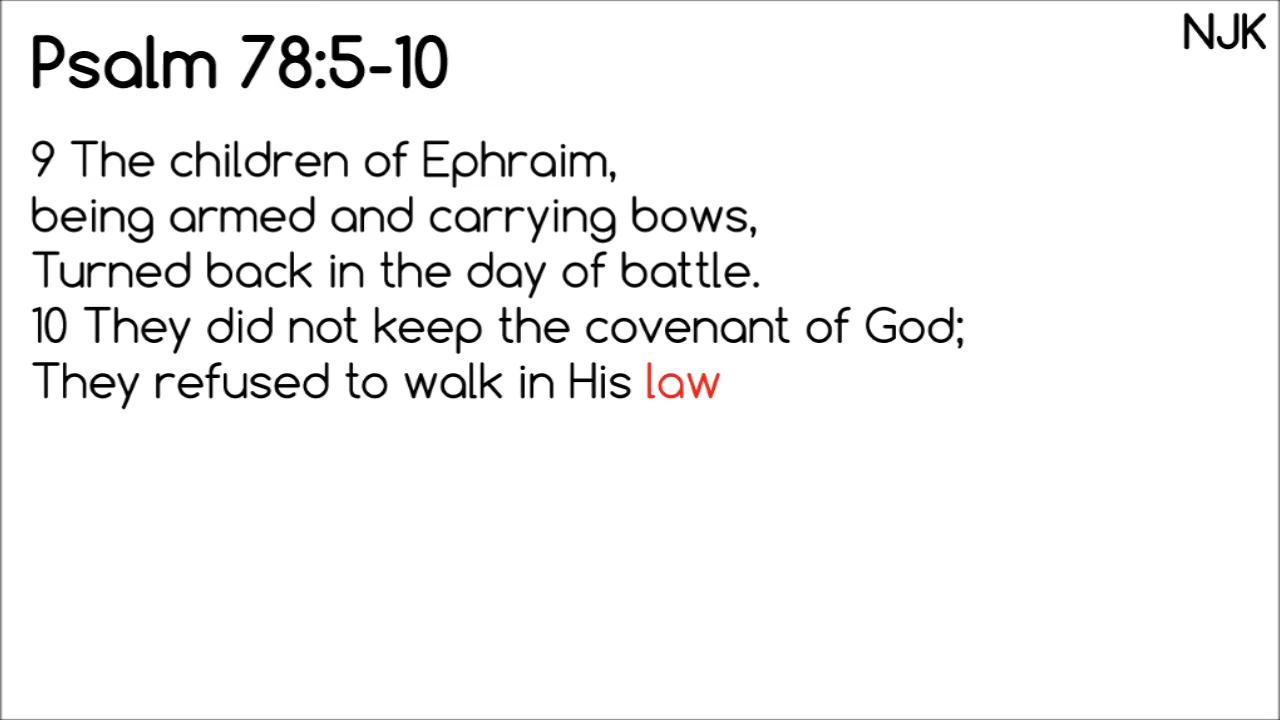 NJK
Psalm 78:5-10
9 The children of Ephraim,
being armed and carrying bows,
Turned back in the day of battle.
10 They did not keep the covenant of God;
They refused to walk in His law